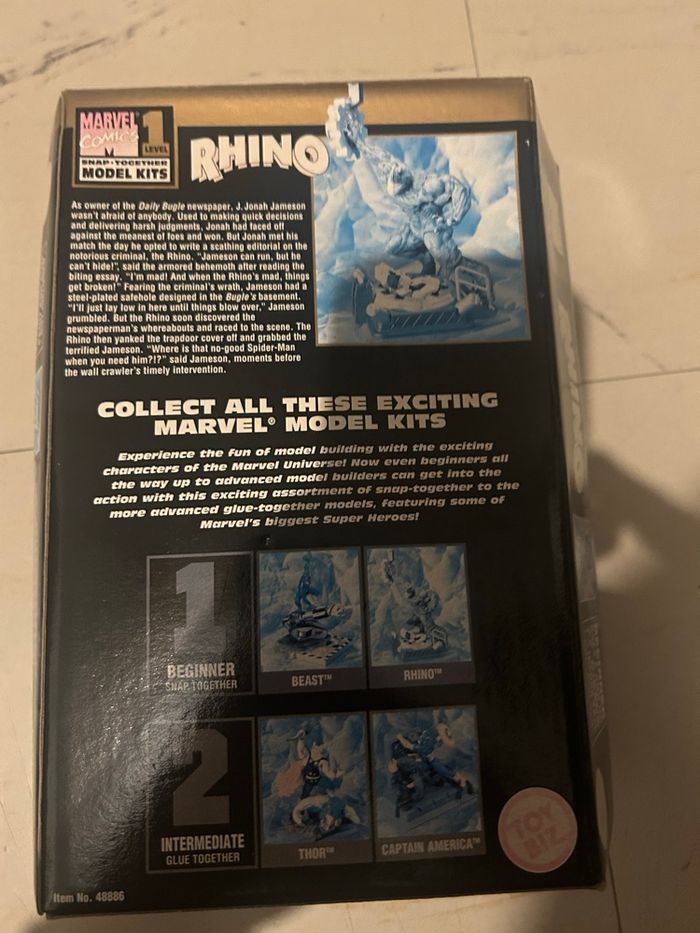 MARVEL
COMICS
M
1
LEVEL
SNAP-TOGETHER
MODEL KITS
RHINO
As owner of the Daily Bugle newspaper, J. Jonah Jameson
wasn't afraid of anybody. Used to making quick decisions
and delivering harsh judgments, Jonah had faced off
against the meanest of foes and won. But Jonah met his
match the day he opted to write a scathing editorial on the
notorious criminal, the Rhino. "Jameson can run, but he
can't hide!", said the armored behemoth after reading the
biting essay. "I'm mad! And when the Rhino's mad, things
get broken!" Fearing the criminal's wrath, Jameson had a
steel-plated safehole designed in the Bugle's basement.
"I'll just lay low in here until things blow over," Jameson
grumbled. But the Rhino soon discovered the
newspaperman's whereabouts and raced to the scene. The
Rhino then yanked the trapdoor cover off and grabbed the
terrified Jameson. "Where is that no-good Spider-Man
when you need him?!?" said Jameson, moments before
the wall crawler's timely intervention.
COLLECT ALL THESE EXCITING
MARVEL® MODEL KITS
Experience the fun of model building with the exciting
characters of the Marvel Universe! Now even beginners all
the way up to advanced model builders can get into the
action with this exciting assortment of snap-together to the
more advanced glue-together models, featuring some of
Marvel's biggest Super Heroes!
1
BEGINNER
SNAP TOGETHER
BEAST™
RHINO™
2
INTERMEDIATE
GLUE TOGETHER
THOR™
CAPTAIN AMERICA™
TOY
BIZ
Item No. 48886